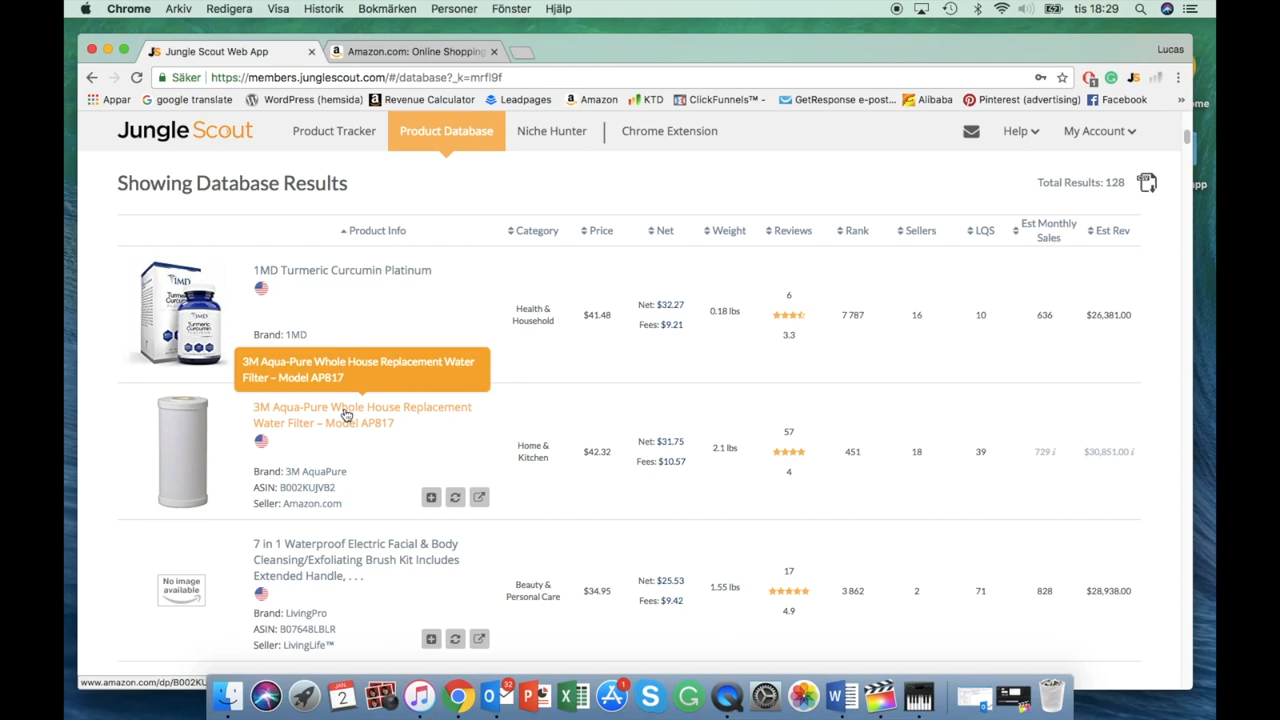 Chrome Arkiv Redigera Visa Historik Bokmärken Personer Fönster Hjälp tis 18:29
Jungle Scout Web App Amazon.com: Online Shopping Lucas
Säker https://members.junglescout.com/#/database?_k=mrfl9f
Appar google translate WordPress (hemsida) Revenue Calculator Leadpages Amazon KTD ClickFunnels™ - GetResponse e-post... Alibaba Pinterest (advertising) Facebook »
Jungle Scout Product Tracker Product Database Niche Hunter Chrome Extension Help My Account
Showing Database Results Total Results: 128
Product Info Category Price Net Weight Reviews Rank Sellers LQS Est Monthly Sales Est Rev
1MD Turmeric Curcumin Platinum
Brand: 1MD
Health & Household
$41.48
Net: $32.27
Fees: $9.21
0.18 lbs
6
3.3
7 787
16
10
636
$26,381.00
3M Aqua-Pure Whole House Replacement Water
Filter – Model AP817
3M Aqua-Pure Whole House Replacement
Water Filter – Model AP817
Brand: 3M AquaPure
ASIN: B002KUJVB2
Seller: Amazon.com
Home & Kitchen
$42.32
Net: $31.75
Fees: $10.57
2.1 lbs
57
4
451
18
39
729 i
$30,851.00 i
No image
available
7 in 1 Waterproof Electric Facial & Body
Cleansing/Exfoliating Brush Kit Includes
Extended Handle, . . .
Brand: LivingPro
ASIN: B07648LBLR
Seller: LivingLife™
Beauty & Personal Care
$34.95
Net: $25.53
Fees: $9.42
1.55 lbs
17
4.9
3 862
2
71
828
$28,938.00
www.amazon.com/dp/B002KU